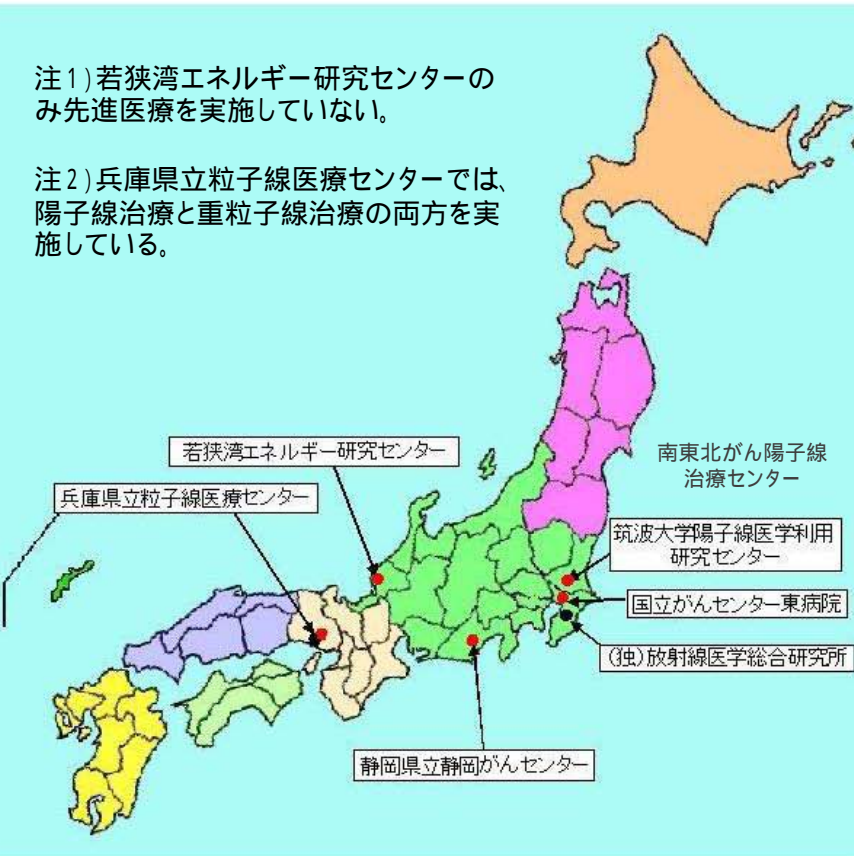 注1)若狭湾エネルギー研究センターの
み先進医療を実施していない。
注2)兵庫県立粒子線医療センターでは、
陽子線治療と重粒子線治療の両方を実
施している。
若狭湾エネルギー研究センター
兵庫県立粒子線医療センター
南東北がん陽子線
治療センター
筑波大学陽子線医学利用
研究センター
国立がんセンター東病院
(独)放射線医学総合研究所
静岡県立静岡がんセンター